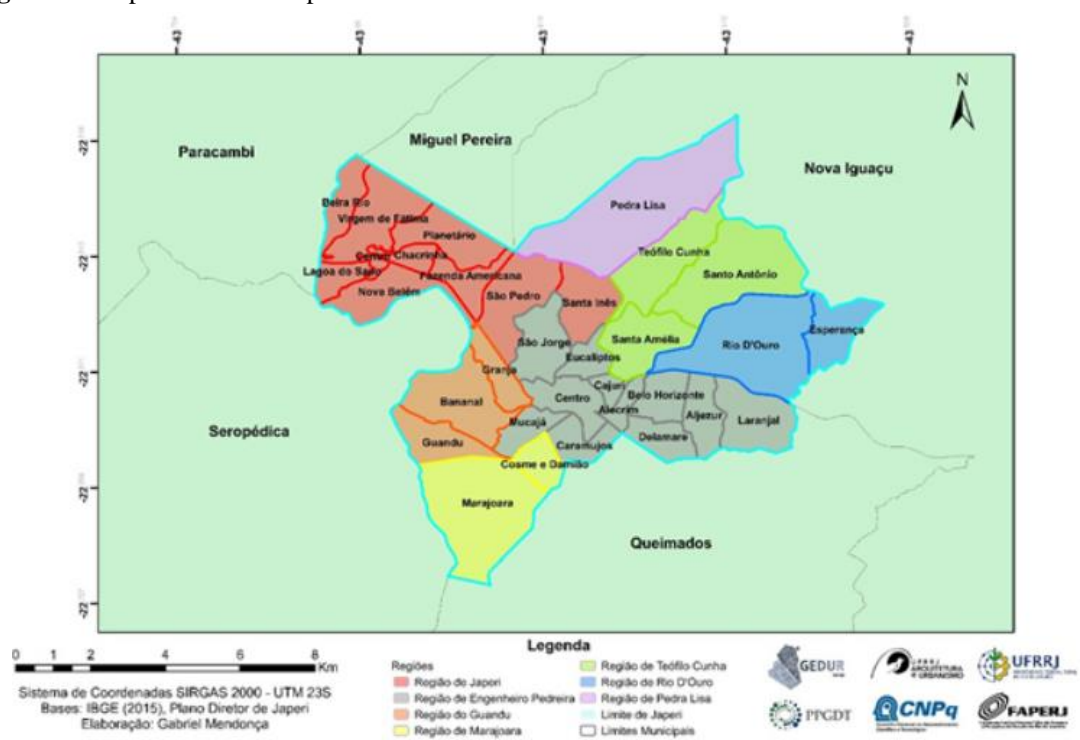 N
Paracambi
Miguel Pereira
Nova Iguaçu
Pedra Lisa
Beira Rio
Virgem de Fátima
Planetário
Teófilo Cunha
Chacrinha
Lagoa do
Fazenda Americana
Santo Antônio
Nova Belém
São Pedro
Santa Inês
Esperança
São Jorge
Santa Amélia
Rio D'Ouro
Eucaliptos
Granja
Bananal
Centro
Belo Horizonte
Alecrim
Aljezur
Laranjal
Mucajá
Seropédica
Guandu
Caramujos
Delamare
Cosme e Damião
Marajoara
Queimados
0 1 2 4 6 8
Km
Sistema de Coordenadas SIRGAS 2000 - UTM 23S
Bases: IBGE (2015), Plano Diretor de Japeri
Elaboração: Gabriel Mendonça
Legenda
Regiões
Região de Japeri
Região de Engenheiro Pedreira
Região do Guandu
Região de Marajoara
Região de Teófilo Cunha
Região de Rio D'Ouro
Região de Pedra Lisa
Limite de Japeri
Limites Municipais
GEDUR
UFRRJ
ARQUITETURA
E URBANISMO
UFRRJ
PPGDT
CNPq
FAPERJ